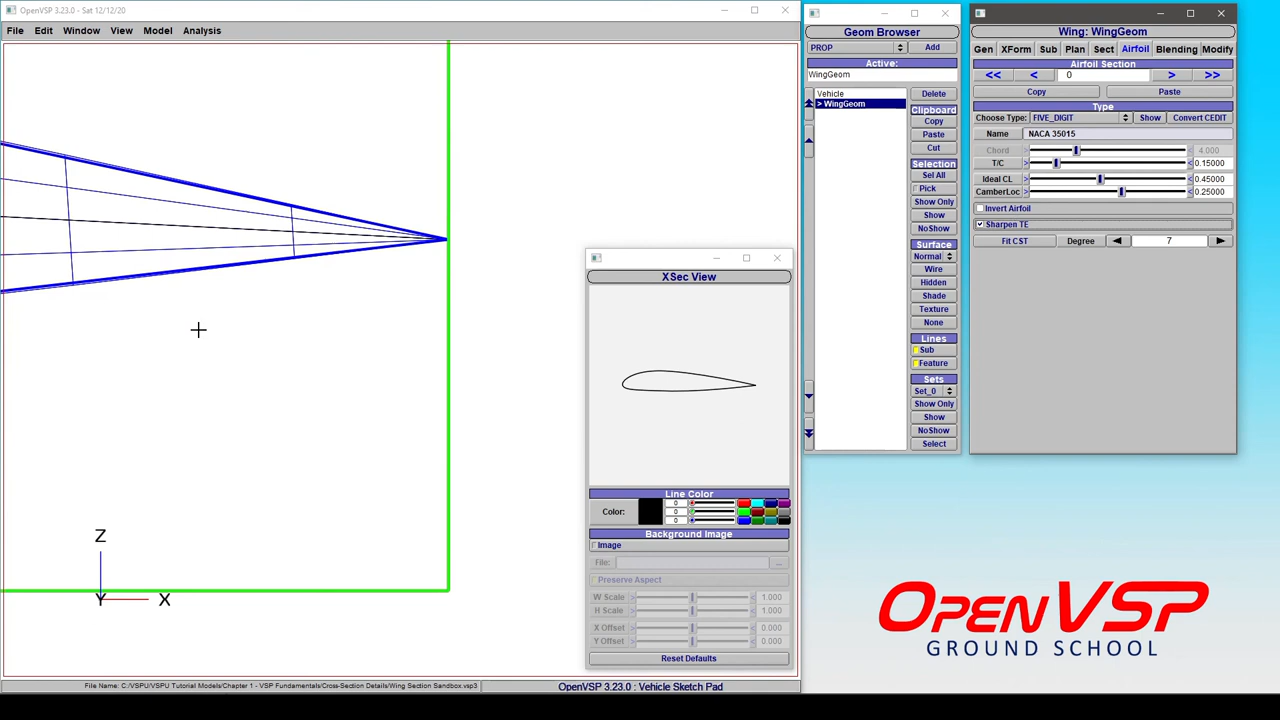 OpenVSP 3.23.0 - Sat 12/12/20
File Edit Window View Model Analysis
Z
Y X
File Name: C:/VSPU/VSPU Tutorial Models/Chapter 1 - VSP Fundamentals/Cross-Section Details/Wing Section Sandbox.vsp3
OpenVSP 3.23.0 : Vehicle Sketch Pad
XSec View
Line Color
Color:
0
0
0
Background Image
Image
File: ...
Preserve Aspect
W Scale > < 1.000
H Scale > < 1.000
X Offset > < 0.000
Y Offset > < 0.000
Reset Defaults
Geom Browser
PROP Add
Active:
WingGeom
Vehicle
> WingGeom
Delete
Clipboard
Copy
Paste
Cut
Selection
Sel All
Pick
Show Only
Show
NoShow
Surface
Normal
Wire
Hidden
Shade
Texture
None
Lines
Sub
Feature
Sets
Set_0
Show Only
Show
NoShow
Select
Wing: WingGeom
Gen XForm Sub Plan Sect Airfoil Blending Modify
Airfoil Section
<< < 0 > >>
Copy Paste
Type
Choose Type: FIVE_DIGIT Show Convert CEDIT
Name NACA 35015
Chord > < 4.000
T/C > < 0.15000
Ideal CL > < 0.45000
CamberLoc > < 0.25000
Invert Airfoil
Sharpen TE
Fit CST Degree 7
OPENVSP
GROUND SCHOOL